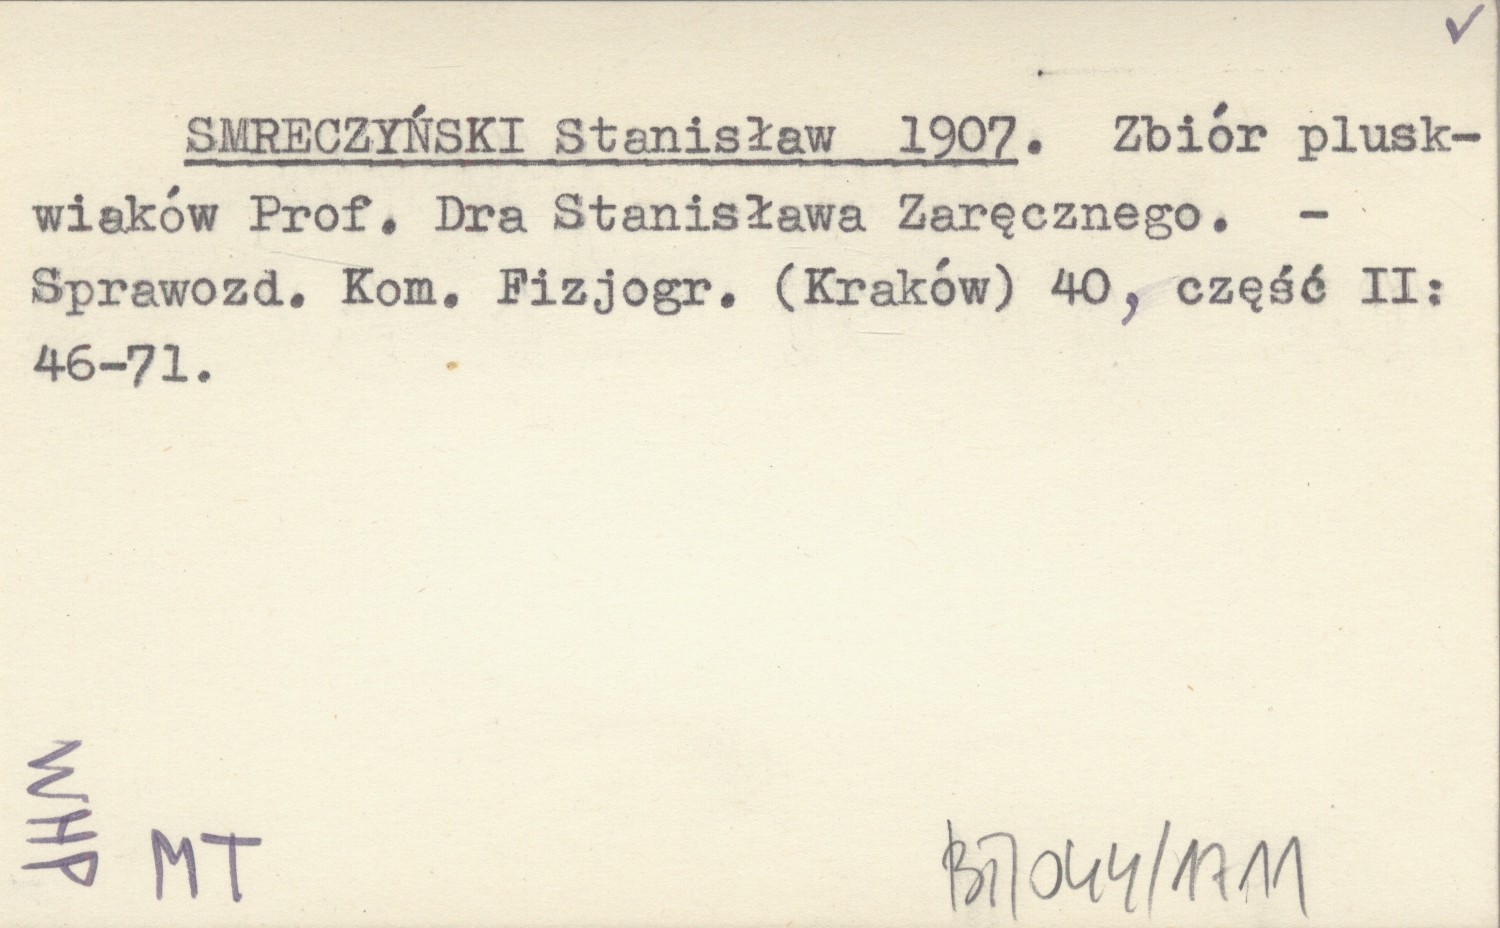 SMRECZYŃSKI Stanisław 1907. Zbiór plusk-
wiaków Prof. Dra Stanisława Zaręcznego. -
Sprawozd. Kom. Fizjogr. (Kraków) 40, część II:
46-71.
WHP
MT
044/1711